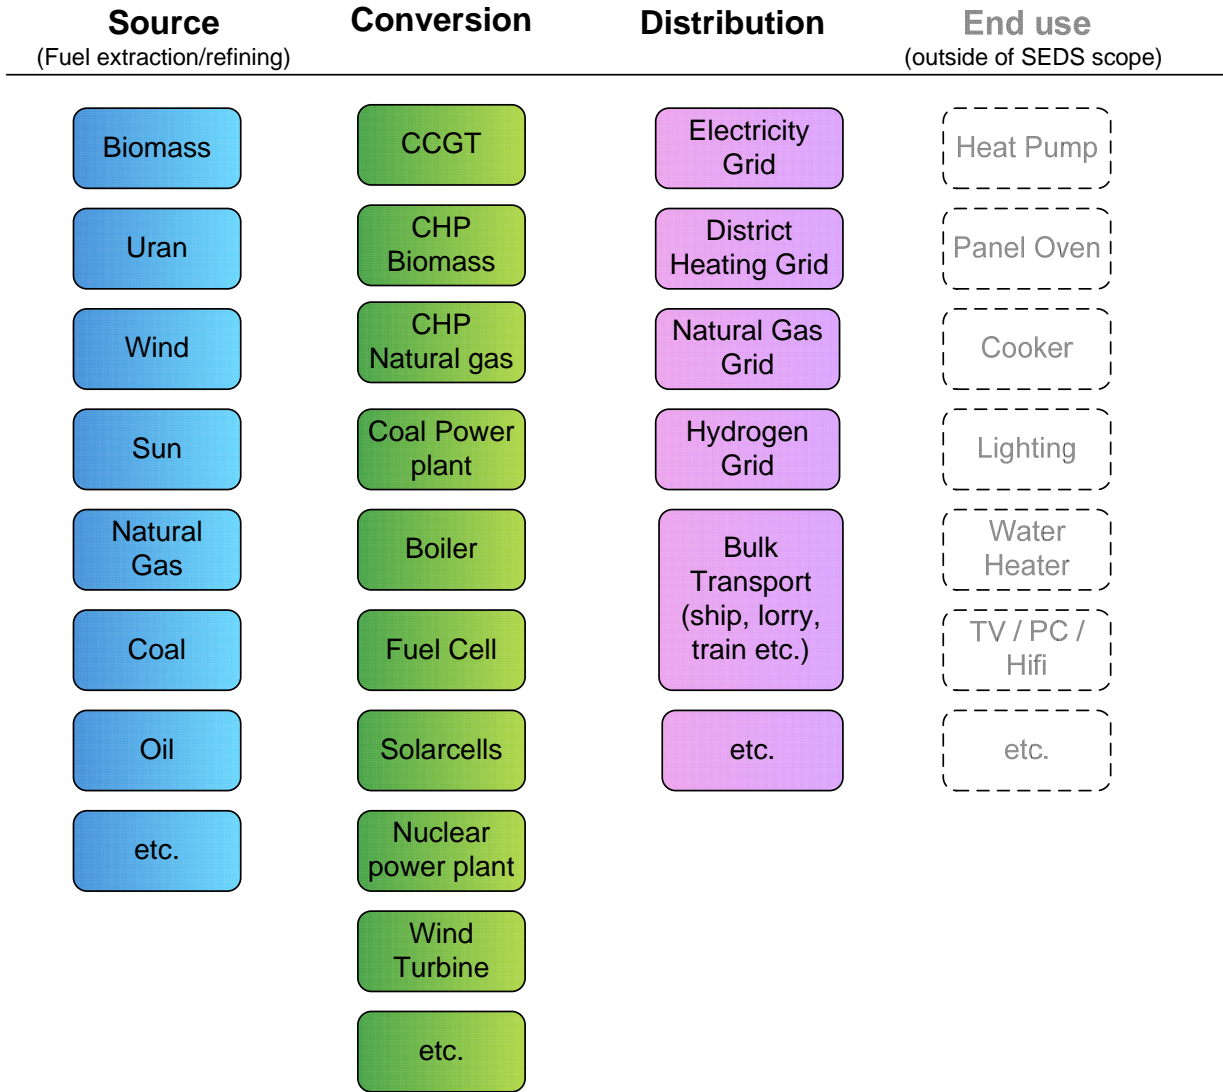 Source
(Fuel extraction/refining)
Conversion
Distribution
End use
(outside of SEDS scope)
Biomass
Uran
Wind
Sun
Natural
Gas
Coal
Oil
etc.
CCGT
CHP
Biomass
CHP
Natural gas
Coal Power
plant
Boiler
Fuel Cell
Solarcells
Nuclear
power plant
Wind
Turbine
etc.
Electricity
Grid
District
Heating Grid
Natural Gas
Grid
Hydrogen
Grid
Bulk
Transport
(ship, lorry,
train etc.)
etc.
Heat Pump
Panel Oven
Cooker
Lighting
Water
Heater
TV / PC /
Hifi
etc.